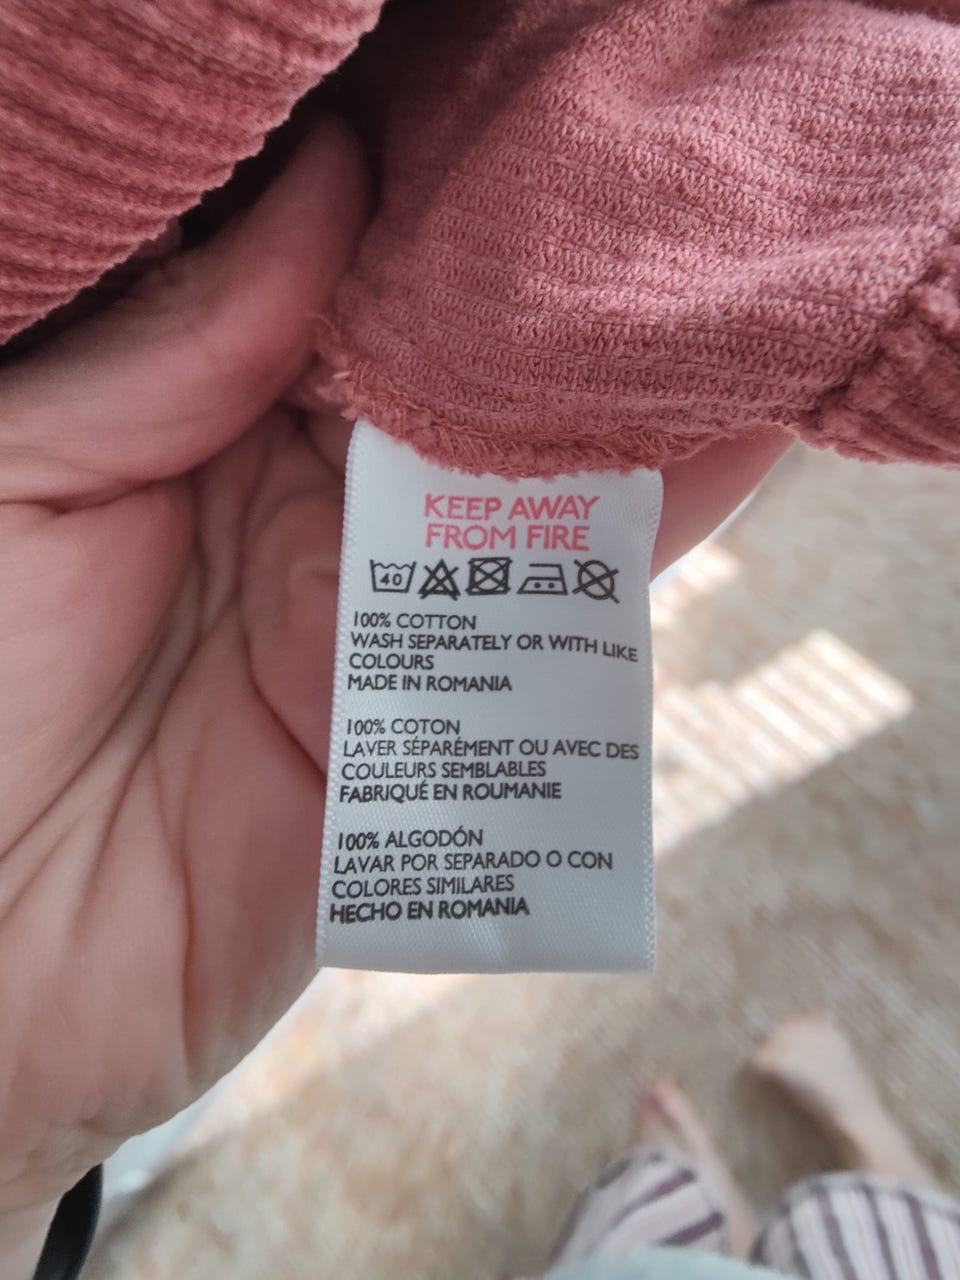 KEEP AWAY
FROM FIRE
40
100% COTTON
WASH SEPARATELY OR WITH LIKE
COLOURS
MADE IN ROMANIA
100% COTON
LAVER SÉPARÉMENT OU AVEC DES
COULEURS SEMBLABLES
FABRIQUÉ EN ROUMANIE
100% ALGODÓN
LAVAR POR SEPARADO O CON
COLORES SIMILARES
HECHO EN ROMANIA